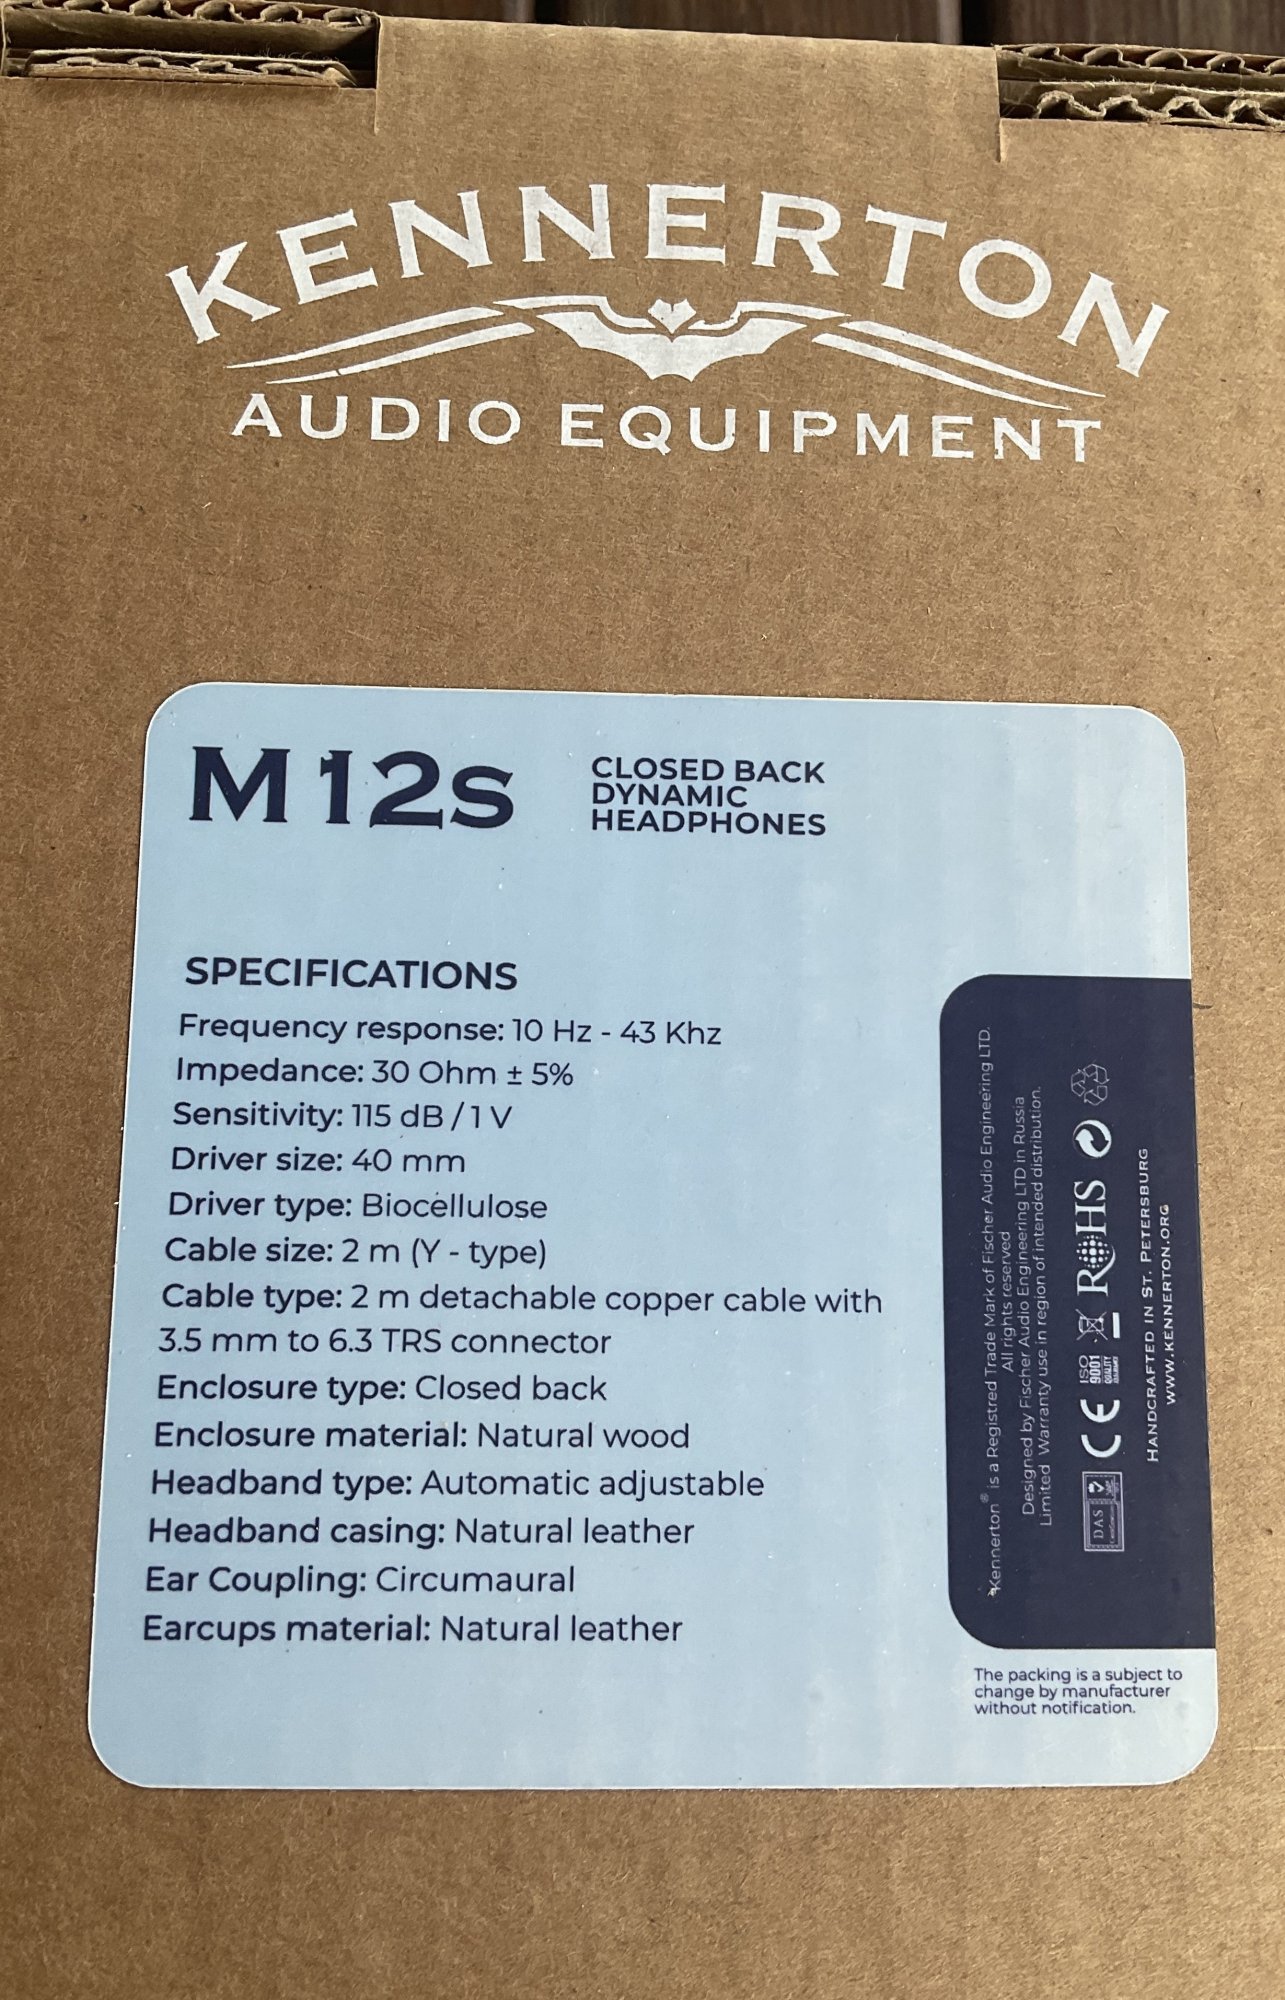 KENNERTON
AUDIO EQUIPMENT
M12s
CLOSED BACK
DYNAMIC
HEADPHONES
SPECIFICATIONS
Frequency response: 10 Hz - 43 Khz
Impedance: 30 Ohm ± 5%
Sensitivity: 115 dB / 1 V
Driver size: 40 mm
Driver type: Biocellulose
Cable size: 2 m (Y - type)
Cable type: 2 m detachable copper cable with
3.5 mm to 6.3 TRS connector
Enclosure type: Closed back
Enclosure material: Natural wood
Headband type: Automatic adjustable
Headband casing: Natural leather
Ear Coupling: Circumaural
Earcups material: Natural leather
*Kennerton® is a Registred Trade Mark of Fischer Audio Engineering LTD.
All rights reserved
Designed by Fischer Audio Engineering LTD in Russia
Limited Warranty use in region of intended distribution.
DAS
CE
ISO
9001
QUALITY
ROHS
HANDCRAFTED IN ST. PETERSBURG
WWW.KENNERTON.ORG
The packing is a subject to
change by manufacturer
without notification.